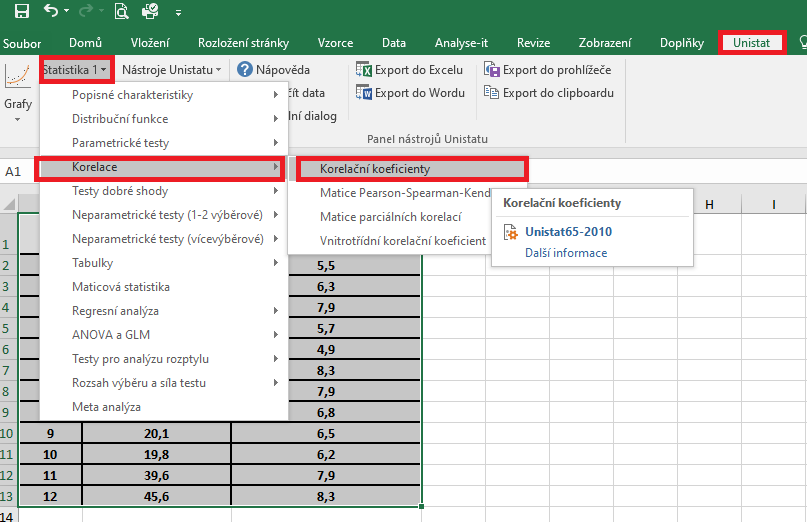 Soubor Domů Vložení Rozložení stránky Vzorce Data Analyse-it Revize Zobrazení Doplňky Unistat
Statistika 1 Nástroje Unistatu Nápověda Export do Excelu Export do prohlížeče
Grafy čít data Export do Wordu Export do clipboardu
lní dialog
Panel nástrojů Unistatu
Popisné charakteristiky
Distribuční funkce
Parametrické testy
Korelace
Testy dobré shody
Neparametrické testy (1-2 výběrové)
Neparametrické testy (vícevýběrové)
Tabulky
Maticová statistika
Regresní analýza
ANOVA a GLM
Testy pro analýzu rozptylu
Rozsah výběru a síla testu
Meta analýza
Korelační koeficienty
Matice Pearson-Spearman-Kend
Matice parciálních korelací
Vnitrotřídní korelační koeficient
Korelační koeficienty
Unistat65-2010
Další informace
A1
H I
1
2 5,5
3 6,3
4 7,9
5 5,7
6 4,9
7 8,3
8 7,9
9 6,8
10 9 20,1 6,5
11 10 19,8 6,2
12 11 39,6 7,9
13 12 45,6 8,3
14